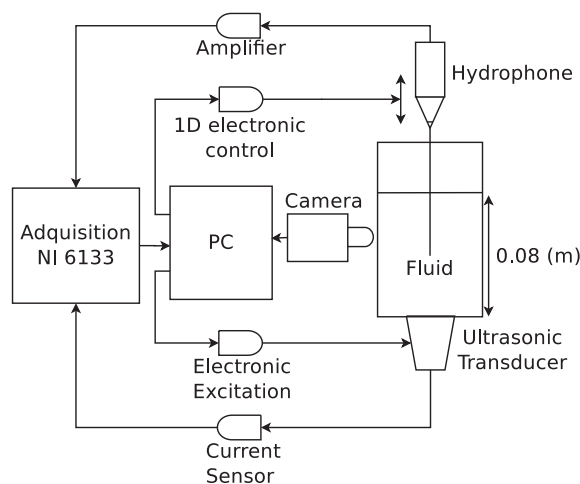 Amplifier
Hydrophone
1D electronic
control
Camera
Adquisition
NI 6133
PC
Fluid
0.08 (m)
Ultrasonic
Transducer
Electronic
Excitation
Current
Sensor